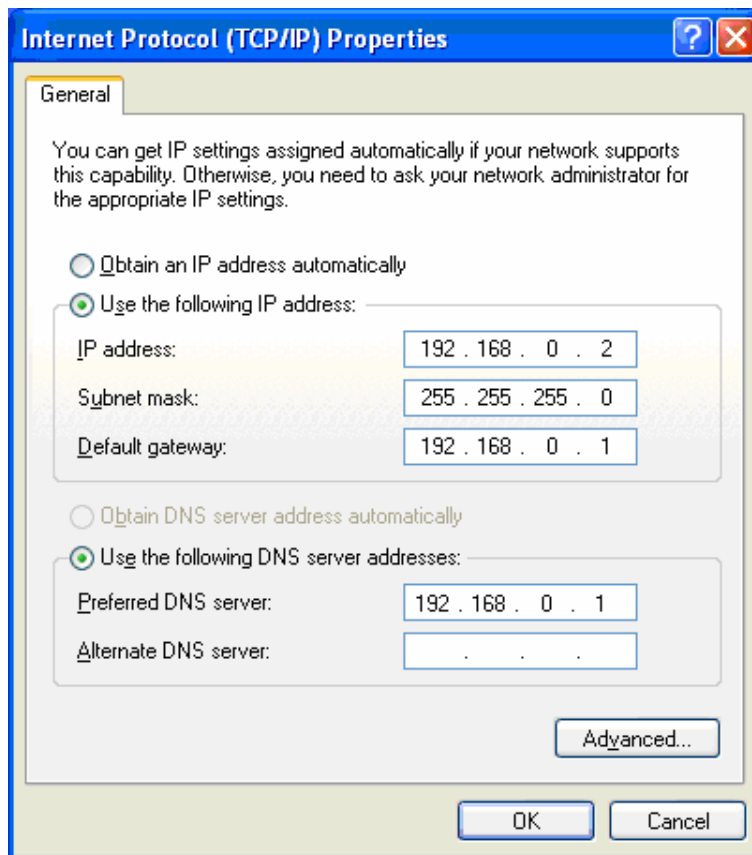 Internet Protocol (TCP/IP) Properties
General
You can get IP settings assigned automatically if your network supports
this capability. Otherwise, you need to ask your network administrator for
the appropriate IP settings.
Obtain an IP address automatically
Use the following IP address:
IP address: 192 . 168 . 0 . 2
Subnet mask: 255 . 255 . 255 . 0
Default gateway: 192 . 168 . 0 . 1
Obtain DNS server address automatically
Use the following DNS server addresses:
Preferred DNS server: 192 . 168 . 0 . 1
Alternate DNS server: . . .
Advanced...
OK Cancel